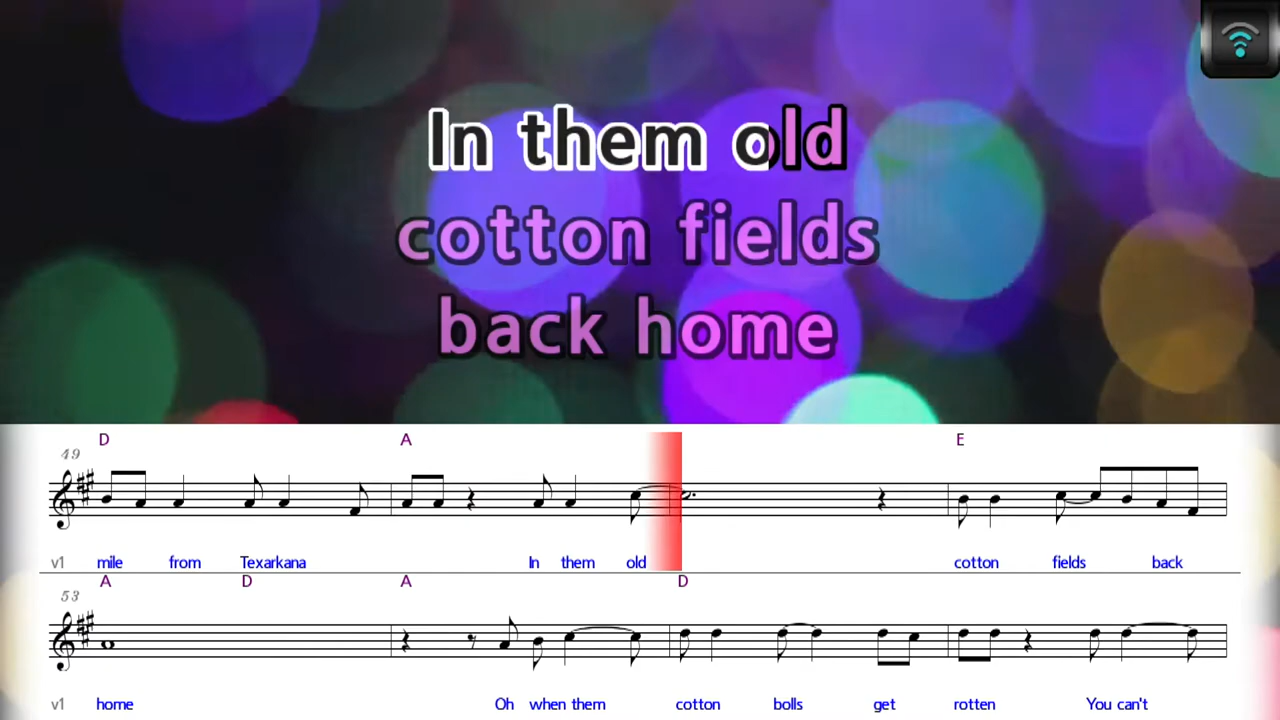 In them old
cotton fields
back home
D A E
49
v1 mile from Texarkana In them old cotton fields back
A D A D
53
v1 home Oh when them cotton bolls get rotten You can't